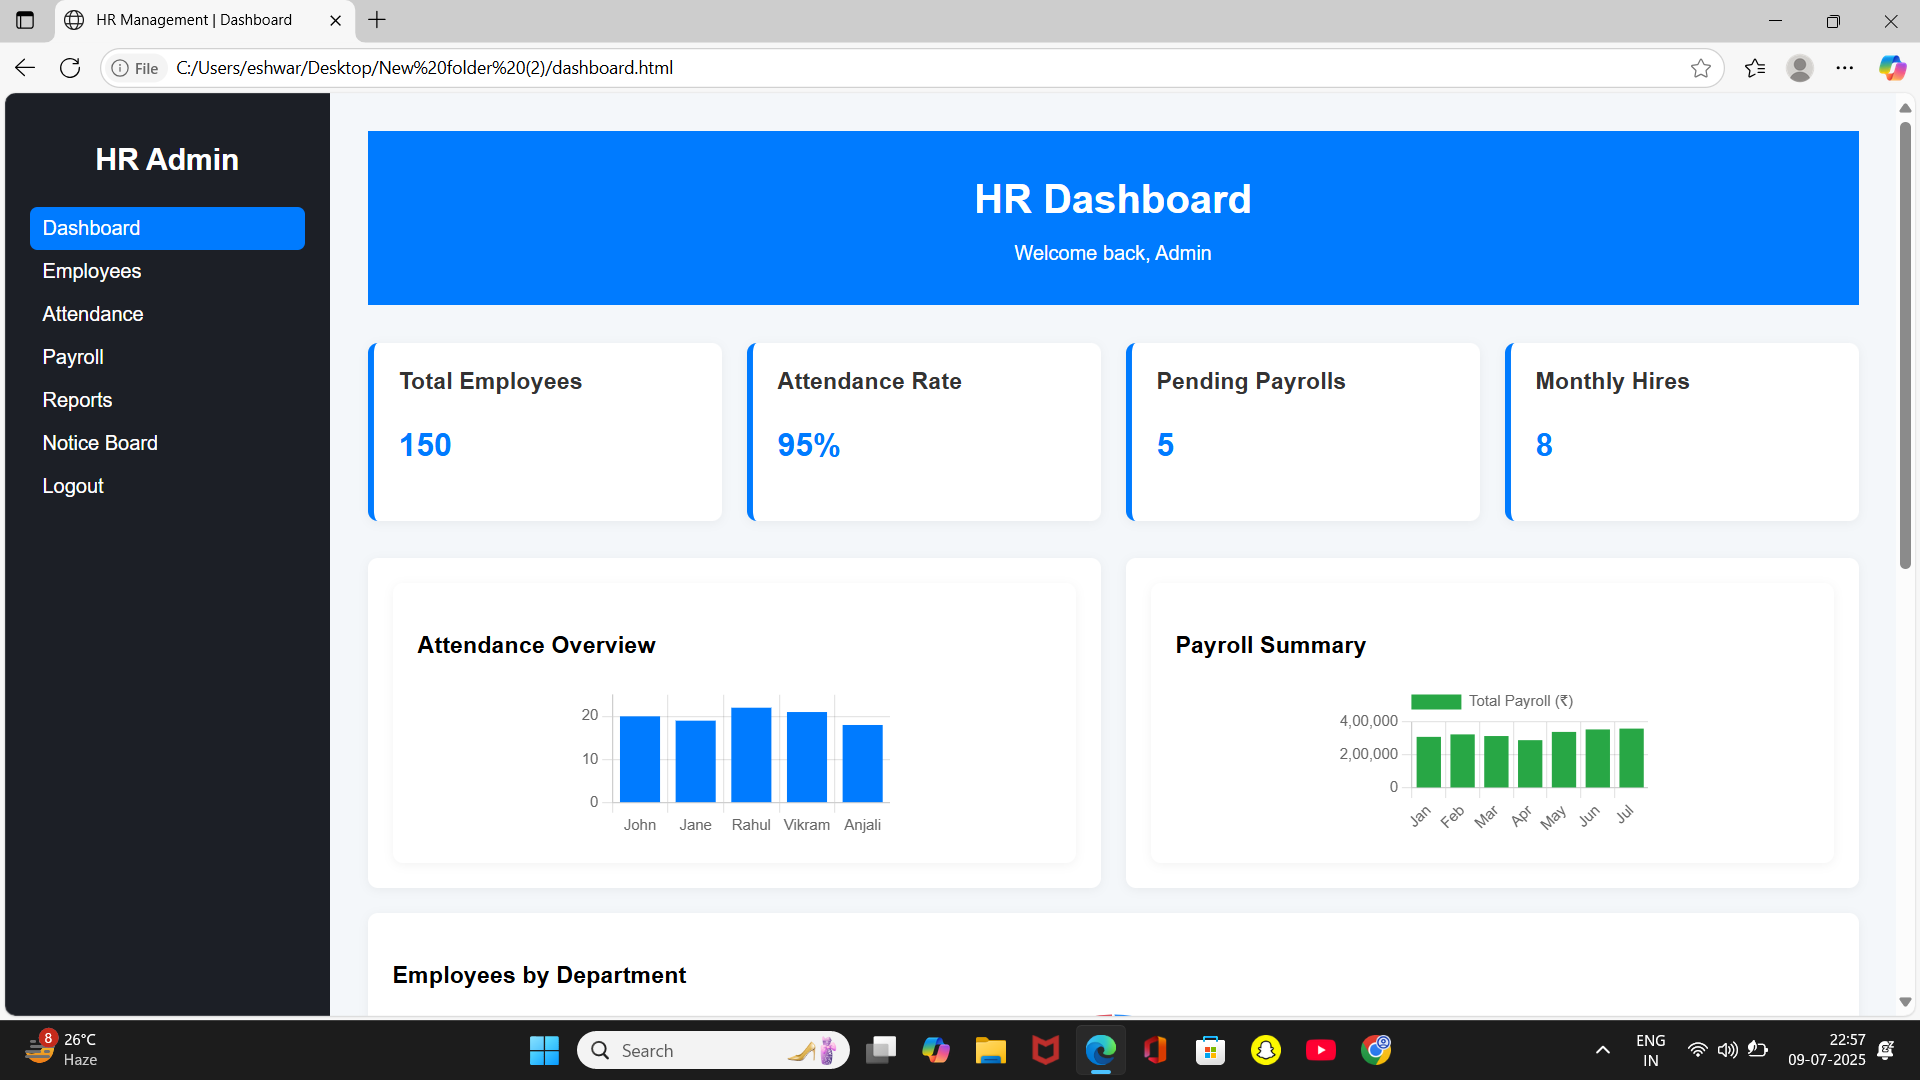 HR Management | Dashboard
File
C:/Users/eshwar/Desktop/New%20folder%20(2)/dashboard.html
HR Admin
Dashboard
Employees
Attendance
Payroll
Reports
Notice Board
Logout
HR Dashboard
Welcome back, Admin
Total Employees
150
Attendance Rate
95%
Pending Payrolls
5
Monthly Hires
8
Attendance Overview
20
10
0
John Jane Rahul Vikram Anjali
Payroll Summary
Total Payroll (₹)
4,00,000
2,00,000
0
Jan Feb Mar Apr May Jun Jul
Employees by Department
8
26°C
Haze
Search
ENG
IN
22:57
09-07-2025